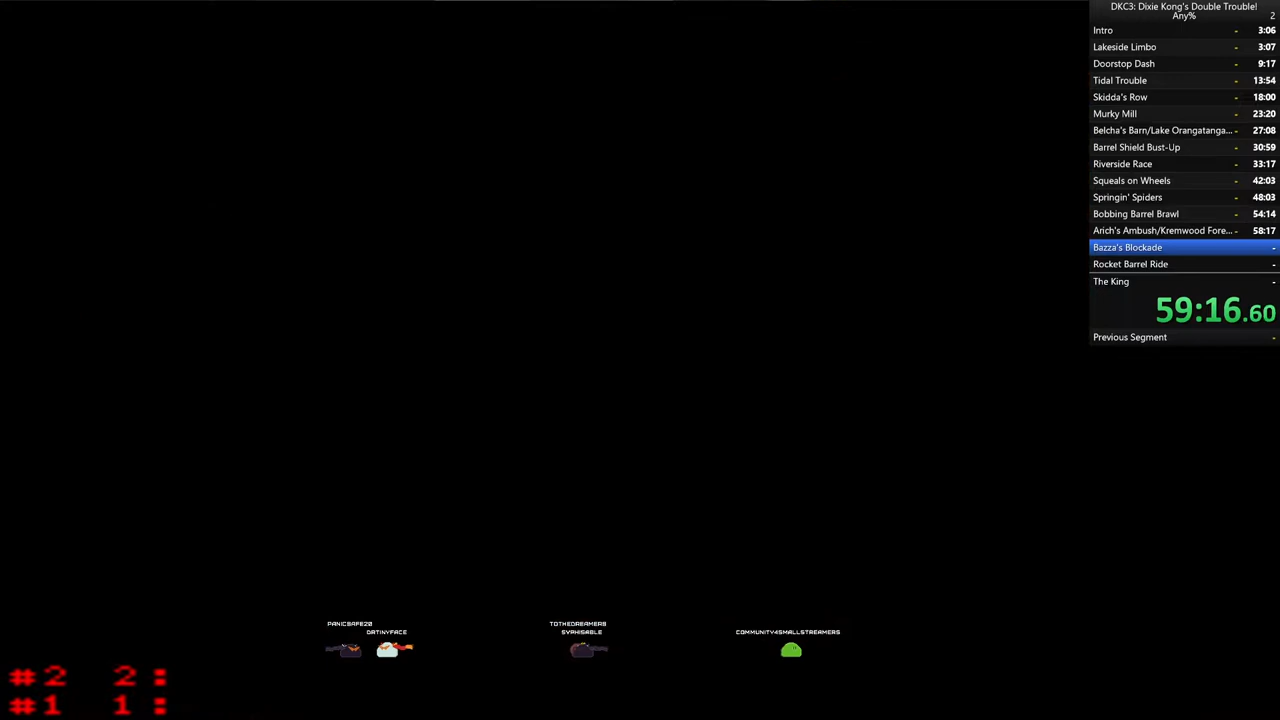 DKC3: Dixie Kong's Double Trouble!
Any% 2
Intro - 3:06
Lakeside Limbo - 3:07
Doorstop Dash - 9:17
Tidal Trouble - 13:54
Skidda's Row - 18:00
Murky Mill - 23:20
Belcha's Barn/Lake Orangatanga... - 27:08
Barrel Shield Bust-Up - 30:59
Riverside Race - 33:17
Squeals on Wheels - 42:03
Springin' Spiders - 48:03
Bobbing Barrel Brawl - 54:14
Arich's Ambush/Kremwood Fore... - 58:17
Bazza's Blockade -
Rocket Barrel Ride -
The King -
59:16.60
Previous Segment -
PANICSAFE20
DATINYFACE
TOTHEDREAMERS
SYPHISABLE
COMMUNITY4SMALLSTREAMERS
#2 2:
#1 1: